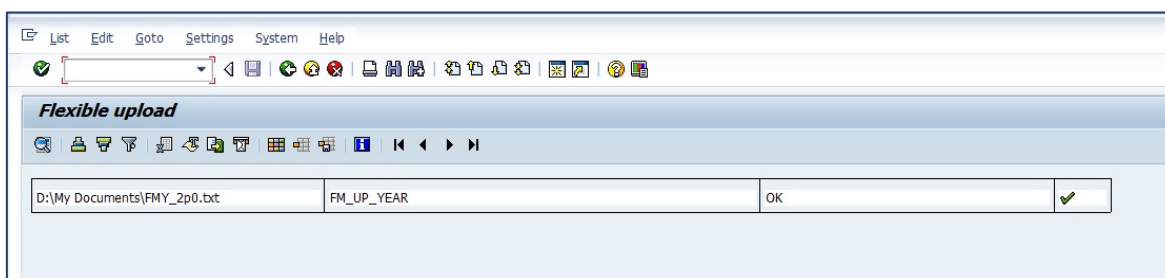 List Edit Goto Settings System Help
Flexible upload
D:\My Documents\FMY_2p0.txt FM_UP_YEAR OK